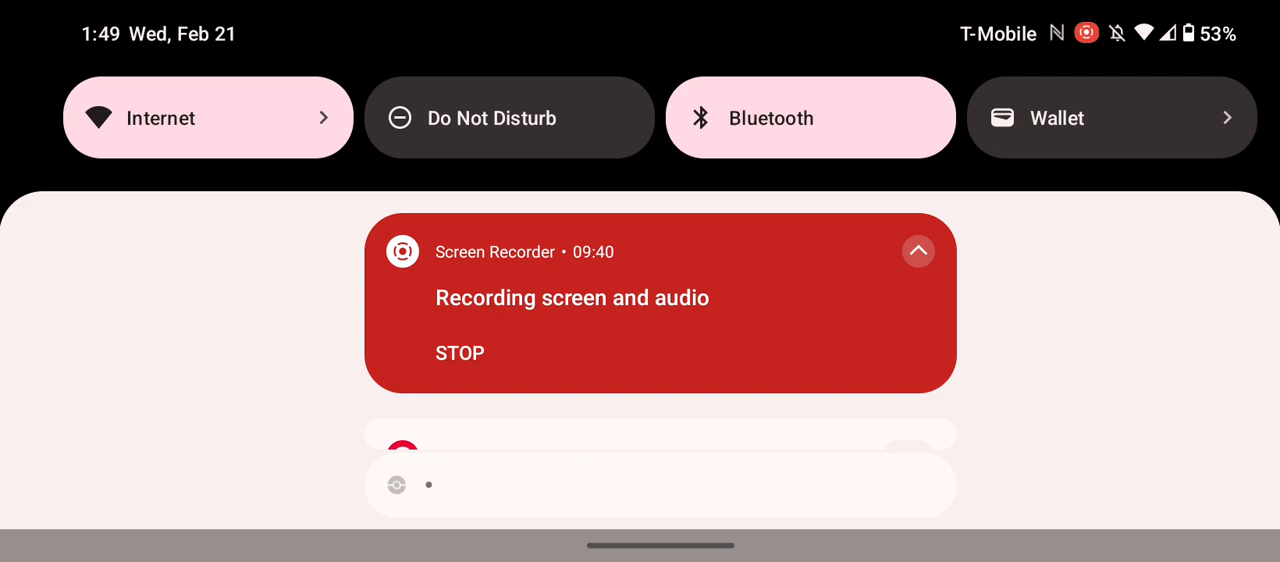 1:49 Wed, Feb 21 T-Mobile 53%
Internet Do Not Disturb Bluetooth Wallet
Screen Recorder • 09:40
Recording screen and audio
STOP